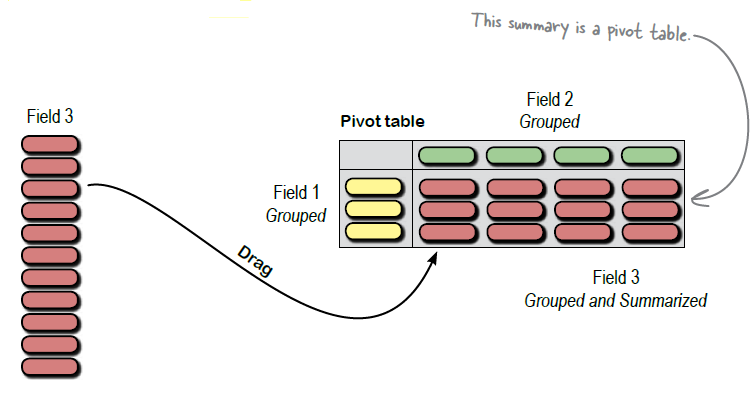 This summary is a pivot table.
Field 3
Field 2
Pivot table
Grouped
Field 1
Grouped
Drag
Field 3
Grouped and Summarized